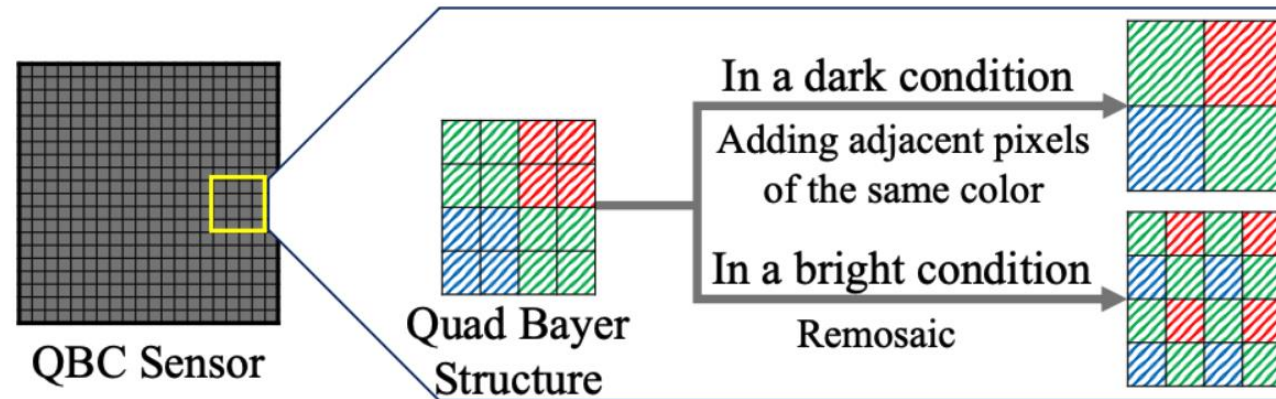 QBC Sensor
Quad Bayer
Structure
In a dark condition
Adding adjacent pixels
of the same color
In a bright condition
Remosaic